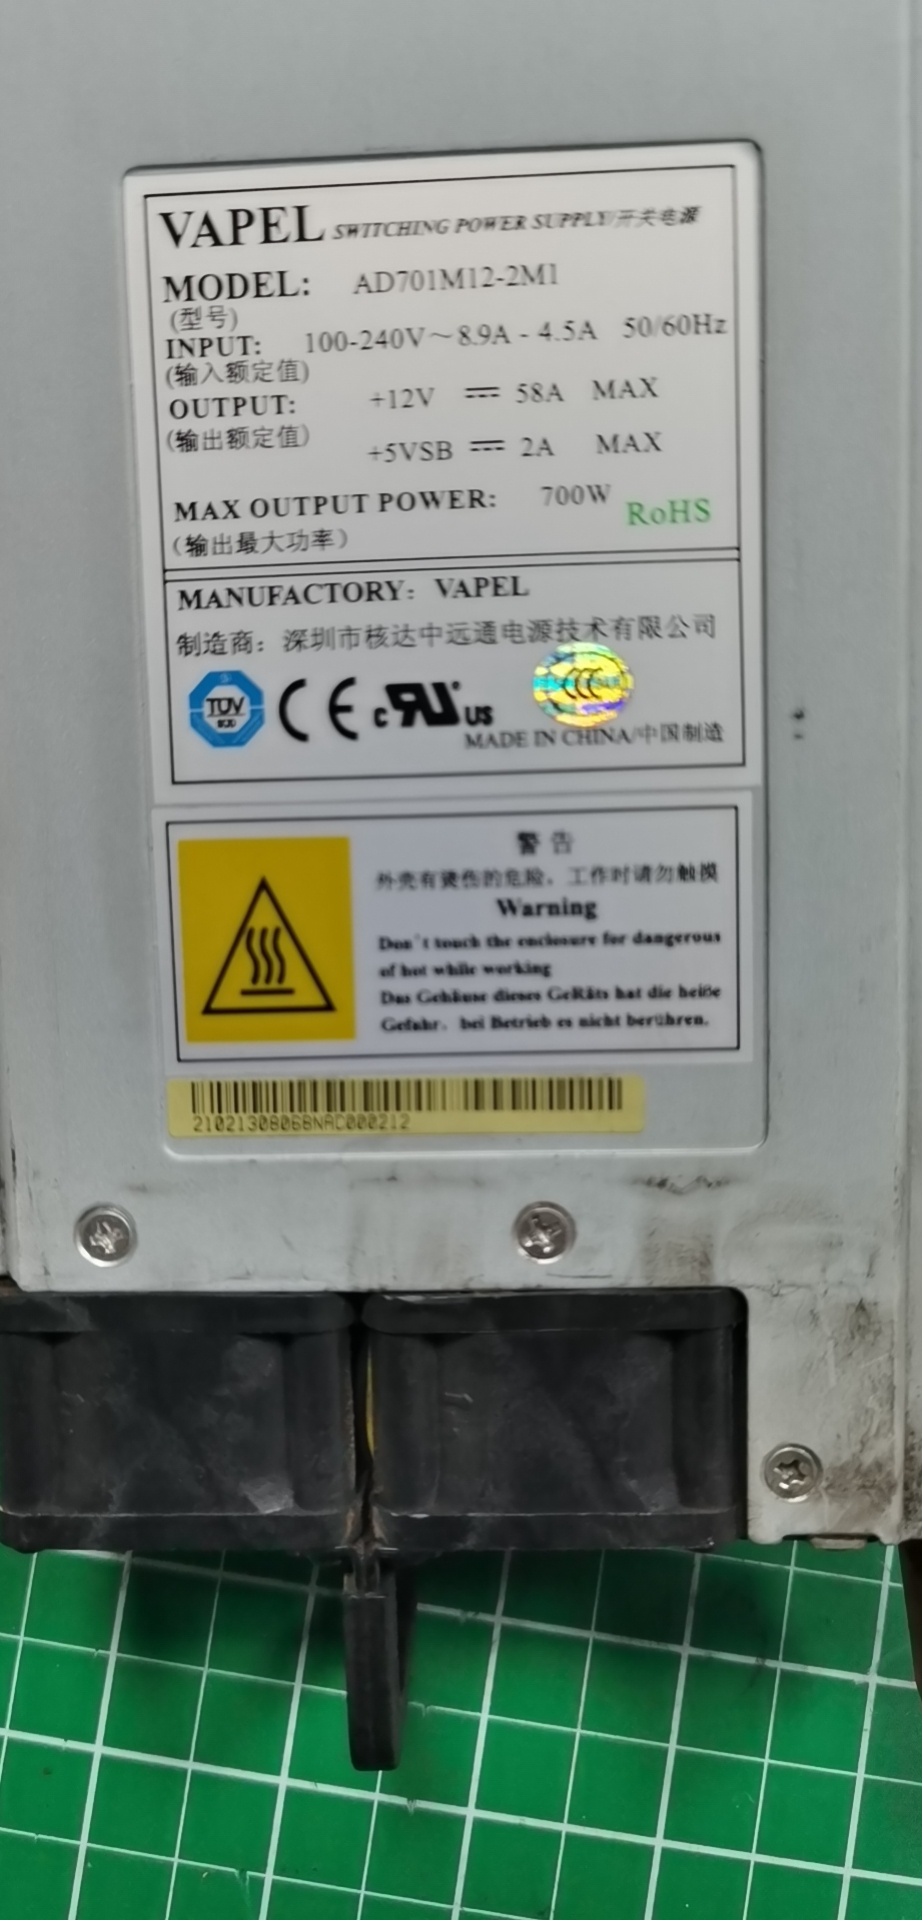 VAPEL SWITCHING POWER SUPPLY/开关电源
MODEL: AD701M12-2M1
(型号)
INPUT: 100-240V～8.9A - 4.5A 50/60Hz
(输入额定值)
OUTPUT: +12V ⎓ 58A MAX
(输出额定值)
+5VSB ⎓ 2A MAX
MAX OUTPUT POWER: 700W
RoHS
（输出最大功率）
MANUFACTORY: VAPEL
制造商：深圳市核达中远通电源技术有限公司
TÜV
CE
c RU US
CCC
MADE IN CHINA/中国制造
警告
外壳有烫伤的危险，工作时请勿触摸
Warning
Don't touch the enclosure for dangerous
of hot while working
Das Gehäuse dieses GeRäts hat die heiße
Gefahr, bei Betrieb es nicht berühren.
2102130806BNAC000212